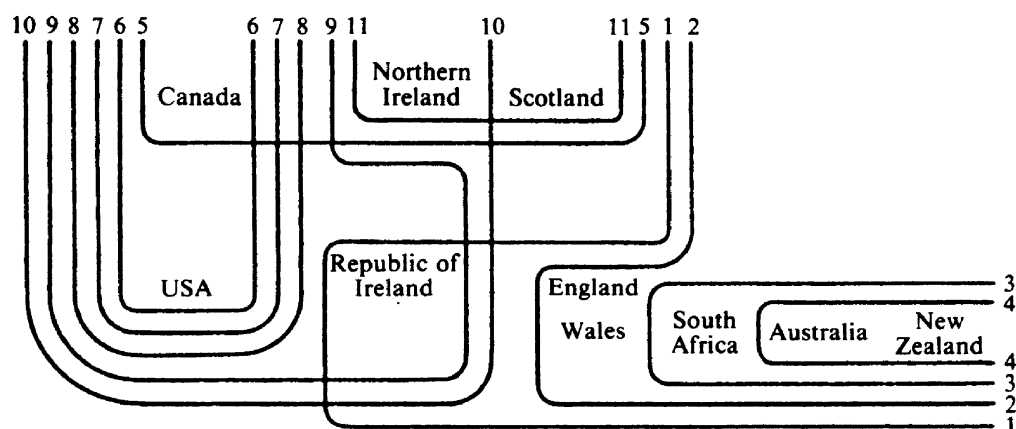 10 9 8 7 6 5 6 7 8 9 11 10 11 5 1 2
Northern
Ireland
Canada
Scotland
Republic of
Ireland
USA
England
Wales
South
Africa
Australia
New
Zealand
3
4
4
3
2
1